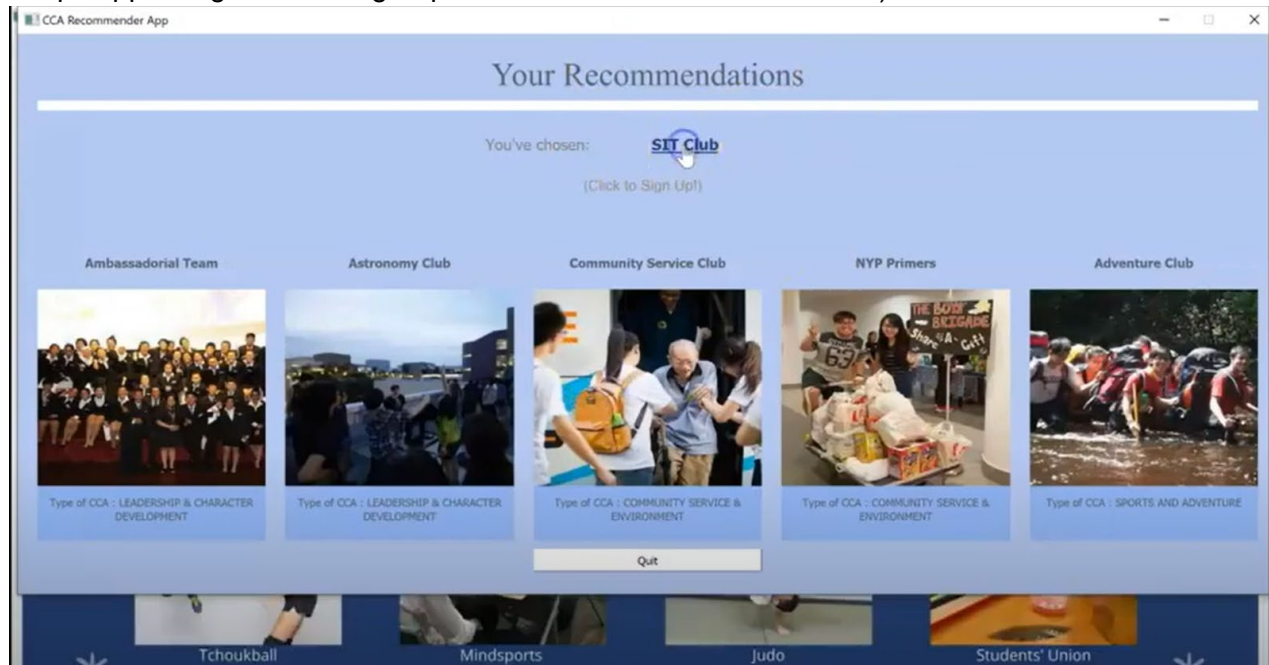 CCA Recommender App
Your Recommendations
You've chosen: SIT Club
(Click to Sign Up!)
Ambassadorial Team
Astronomy Club
Community Service Club
NYP Primers
Adventure Club
THE BOYS'
BRIGADE
Share-A-Gift
63
Type of CCA : LEADERSHIP & CHARACTER
DEVELOPMENT
Type of CCA : LEADERSHIP & CHARACTER
DEVELOPMENT
Type of CCA : COMMUNITY SERVICE &
ENVIRONMENT
Type of CCA : COMMUNITY SERVICE &
ENVIRONMENT
Type of CCA : SPORTS AND ADVENTURE
Quit
Tchoukball
Mindsports
Judo
Students' Union